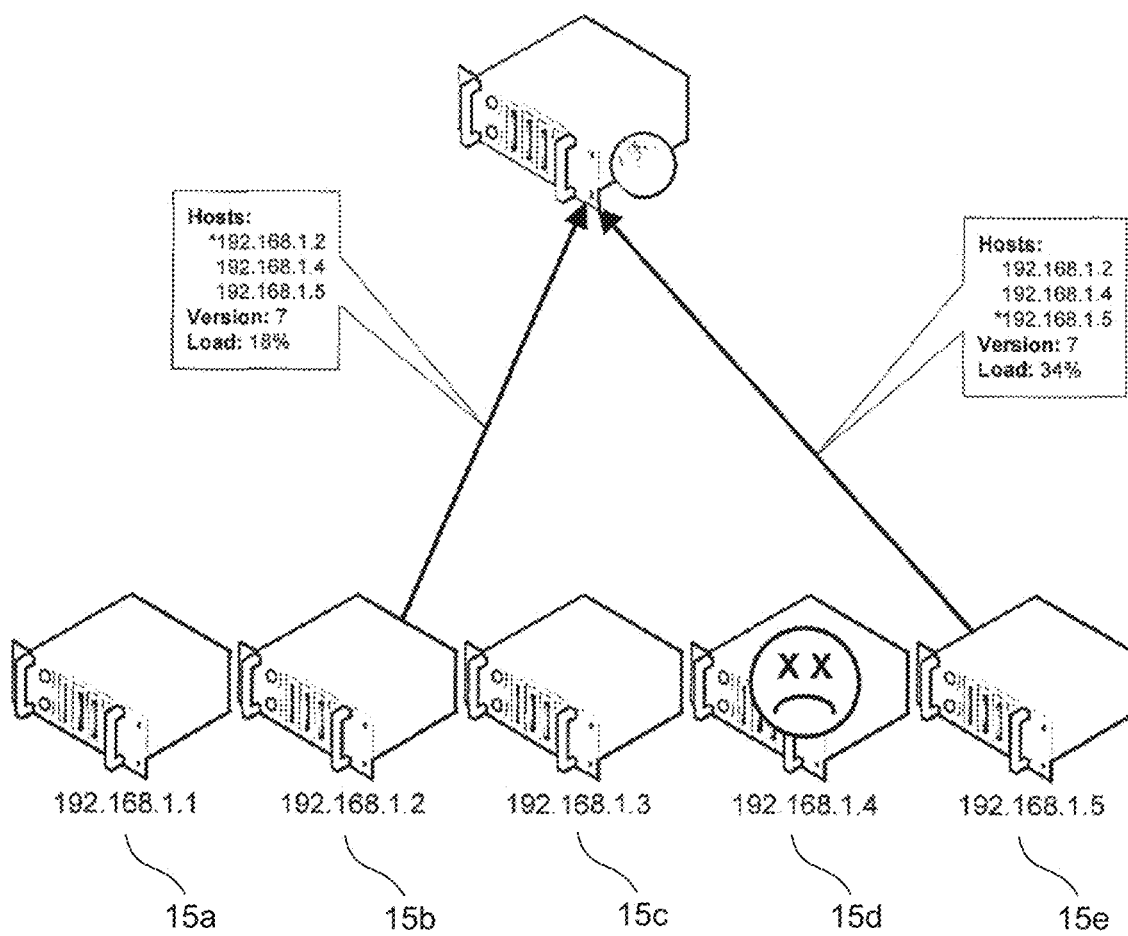 Hosts:
*192.168.1.2
192.168.1.4
192.168.1.5
Version: 7
Load: 18%
Hosts:
192.168.1.2
192.168.1.4
*192.168.1.5
Version: 7
Load: 34%
X X
192.168.1.1
192.168.1.2
192.168.1.3
192.168.1.4
192.168.1.5
15a
15b
15c
15d
15e